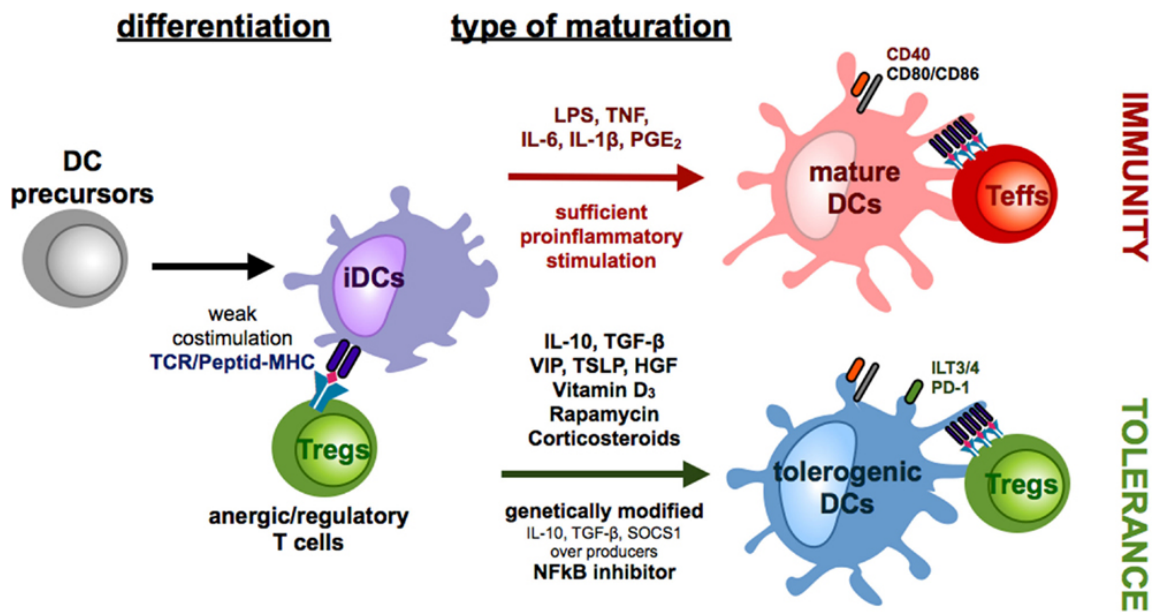 differentiation
type of maturation
DC
precursors
weak
costimulation
TCR/Peptid-MHC
iDCs
Tregs
anergic/regulatory
T cells
LPS, TNF,
IL-6, IL-1β, PGE₂
sufficient
proinflammatory
stimulation
CD40
CD80/CD86
mature
DCs
Teffs
IMMUNITY
IL-10, TGF-β
VIP, TSLP, HGF
Vitamin D₃
Rapamycin
Corticosteroids
genetically modified
IL-10, TGF-β, SOCS1
over producers
NFkB inhibitor
ILT3/4
PD-1
tolerogenic
DCs
Tregs
TOLERANCE